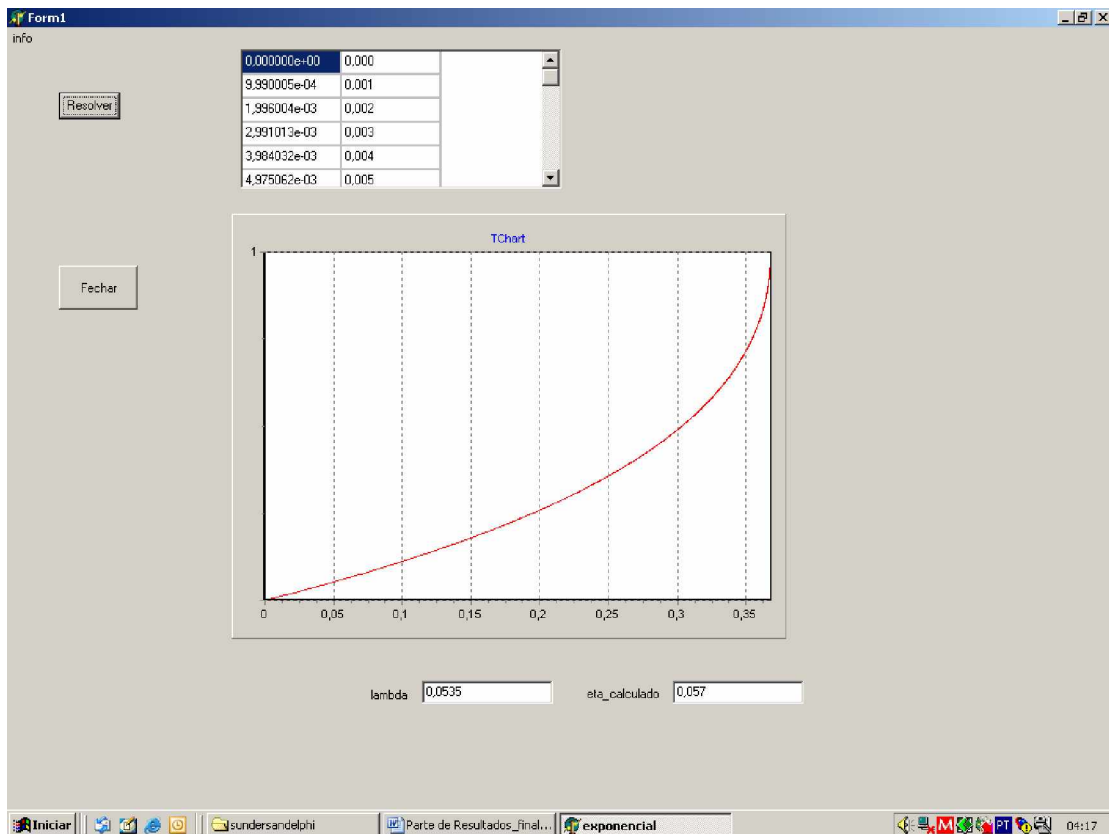 Form1
info
Resolver
0,000000e+00 0,000
9,990005e-04 0,001
1,996004e-03 0,002
2,991013e-03 0,003
3,984032e-03 0,004
4,975062e-03 0,005
Fechar
TChart
1
0 0,05 0,1 0,15 0,2 0,25 0,3 0,35
lambda 0,0535 eta_calculado 0,057
Iniciar sundersandelphi Parte de Resultados_final... exponencial M PT 04:17